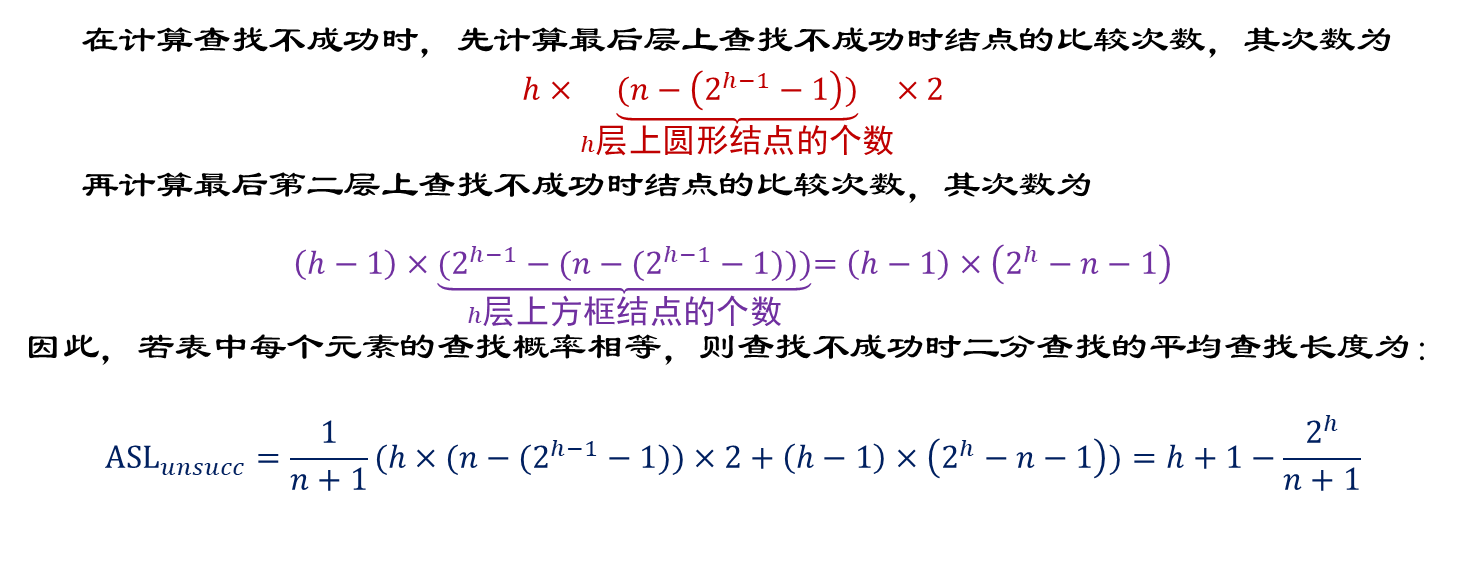 在计算查找不成功时，先计算最后层上查找不成功时结点的比较次数，其次数为
h × (n − (2^{h−1} − 1)) × 2
h层上圆形结点的个数
再计算最后第二层上查找不成功时结点的比较次数，其次数为
(h − 1) × (2^{h−1} − (n − (2^{h−1} − 1))) = (h − 1) × (2^h − n − 1)
h层上方框结点的个数
因此，若表中每个元素的查找概率相等，则查找不成功时二分查找的平均查找长度为：
ASL_{unsucc} = \frac{1}{n + 1} (h × (n − (2^{h−1} − 1)) × 2 + (h − 1) × (2^h − n − 1)) = h + 1 − \frac{2^h}{n + 1}